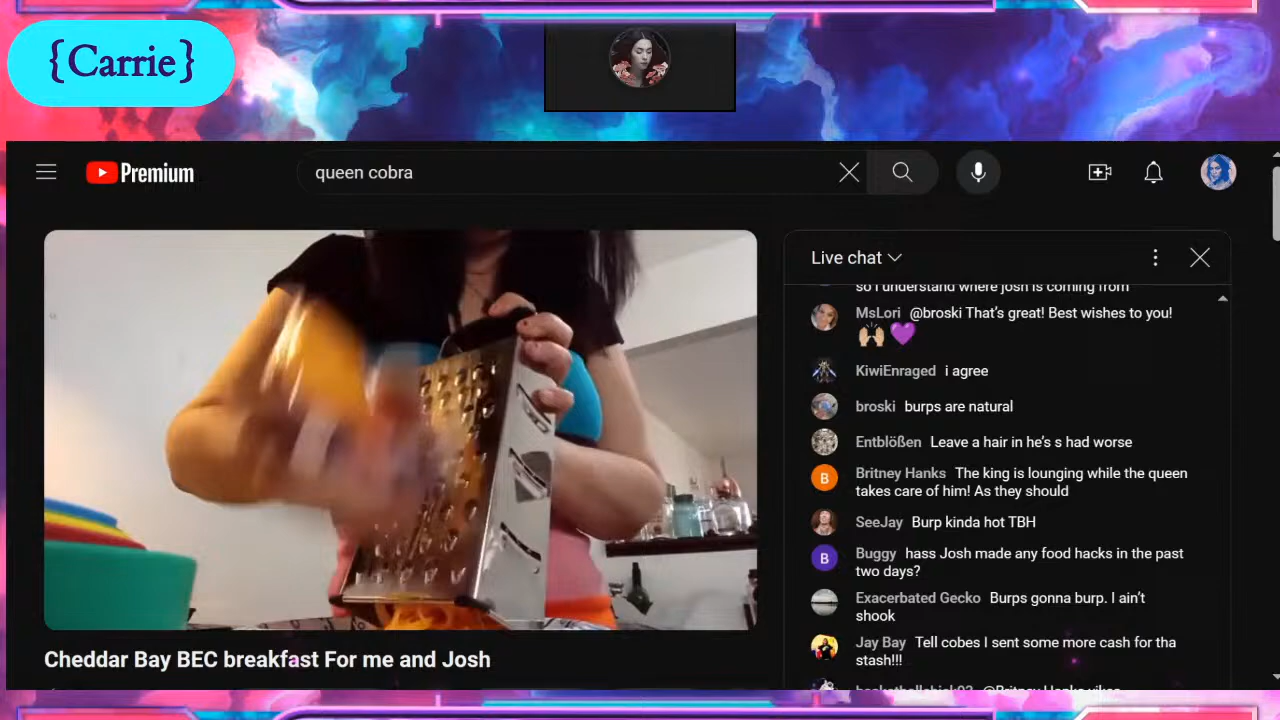 {Carrie}
Premium
queen cobra
Live chat
so I understand where josh is coming from
MsLori @broski That's great! Best wishes to you!
KiwiEnraged i agree
broski burps are natural
Entblößen Leave a hair in he's s had worse
B
Britney Hanks The king is lounging while the queen
takes care of him! As they should
SeeJay Burp kinda hot TBH
B
Buggy hass Josh made any food hacks in the past
two days?
Exacerbated Gecko Burps gonna burp. I ain't
shook
Jay Bay Tell cobes I sent some more cash for tha
stash!!!
@Britney Hanks yikes
Cheddar Bay BEC breakfast For me and Josh